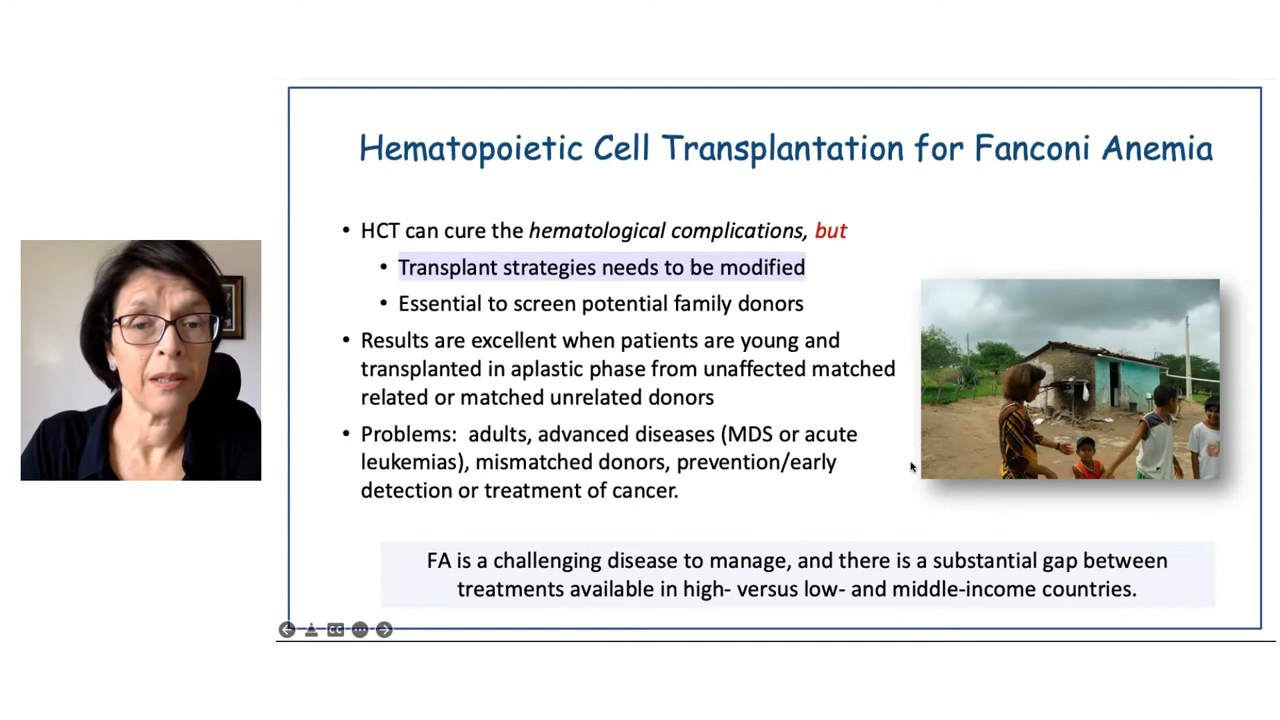 Hematopoietic Cell Transplantation for Fanconi Anemia
• HCT can cure the hematological complications, but
• Transplant strategies needs to be modified
• Essential to screen potential family donors
• Results are excellent when patients are young and
transplanted in aplastic phase from unaffected matched
related or matched unrelated donors
• Problems: adults, advanced diseases (MDS or acute
leukemias), mismatched donors, prevention/early
detection or treatment of cancer.
FA is a challenging disease to manage, and there is a substantial gap between
treatments available in high- versus low- and middle-income countries.
CC